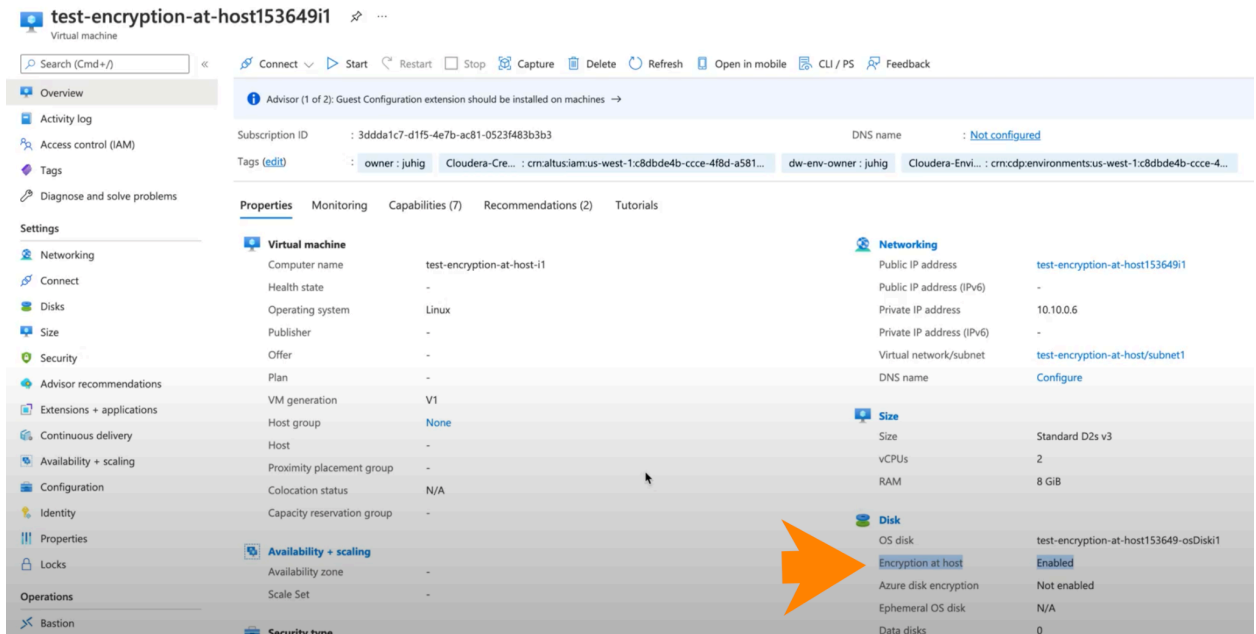 test-encryption-at-host153649i1
Virtual machine
Search (Cmd+/)
Connect Start Restart Stop Capture Delete Refresh Open in mobile CLI / PS Feedback
Overview
Activity log
Access control (IAM)
Tags
Diagnose and solve problems
Settings
Networking
Connect
Disks
Size
Security
Advisor recommendations
Extensions + applications
Continuous delivery
Availability + scaling
Configuration
Identity
Properties
Locks
Operations
Bastion
Advisor (1 of 2): Guest Configuration extension should be installed on machines →
Subscription ID : 3ddda1c7-d1f5-4e7b-ac81-0523f483b3b3
DNS name : Not configured
Tags (edit) : owner : juhig Cloudera-Cre... : crn:altus:iam:us-west-1:c8dbde4b-ccce-4f8d-a581... dw-env-owner : juhig Cloudera-Envi... : crn:cdp:environments:us-west-1:c8dbde4b-ccce-4...
Properties Monitoring Capabilities (7) Recommendations (2) Tutorials
Virtual machine
Computer name test-encryption-at-host-i1
Health state -
Operating system Linux
Publisher -
Offer -
Plan -
VM generation V1
Host group None
Host -
Proximity placement group -
Colocation status N/A
Capacity reservation group -
Availability + scaling
Availability zone -
Scale Set -
Security type
Networking
Public IP address test-encryption-at-host153649i1
Public IP address (IPv6) -
Private IP address 10.10.0.6
Private IP address (IPv6) -
Virtual network/subnet test-encryption-at-host/subnet1
DNS name Configure
Size
Size Standard D2s v3
vCPUs 2
RAM 8 GiB
Disk
OS disk test-encryption-at-host153649-osDiski1
Encryption at host Enabled
Azure disk encryption Not enabled
Ephemeral OS disk N/A
Data disks 0